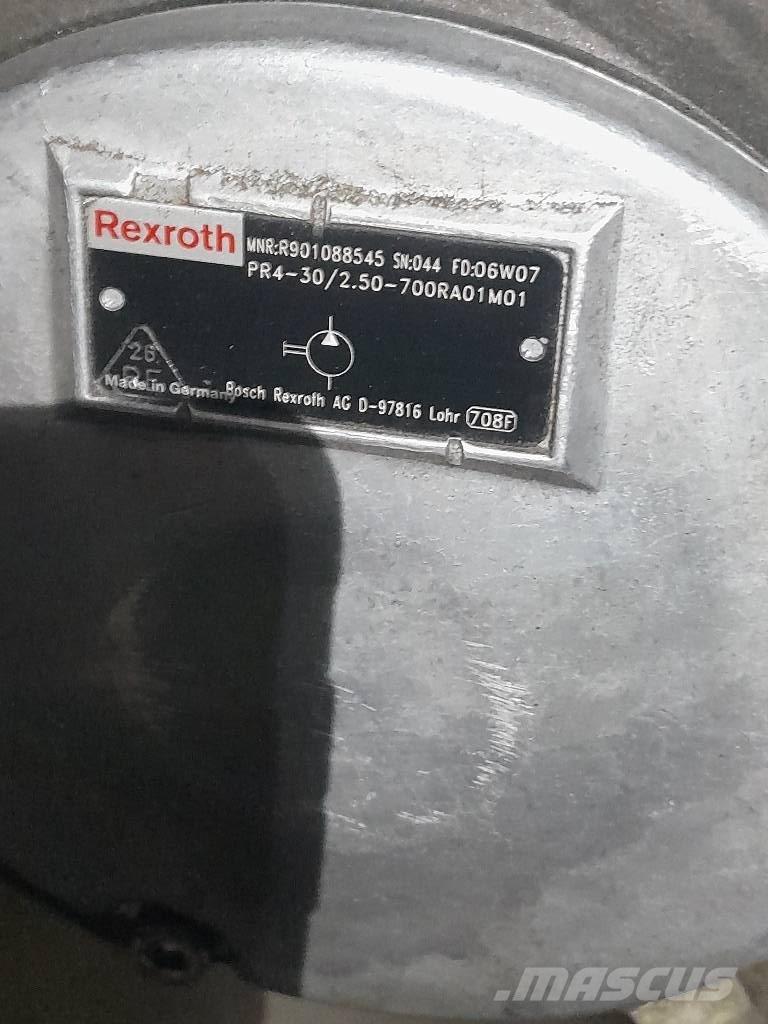 Rexroth
MNR:R901088545 SN:044 FD:06W07
PR4-30/2.50-700RA01M01
26
Made in Germany Bosch Rexroth AG D-97816 Lohr 708F
.MASCUS